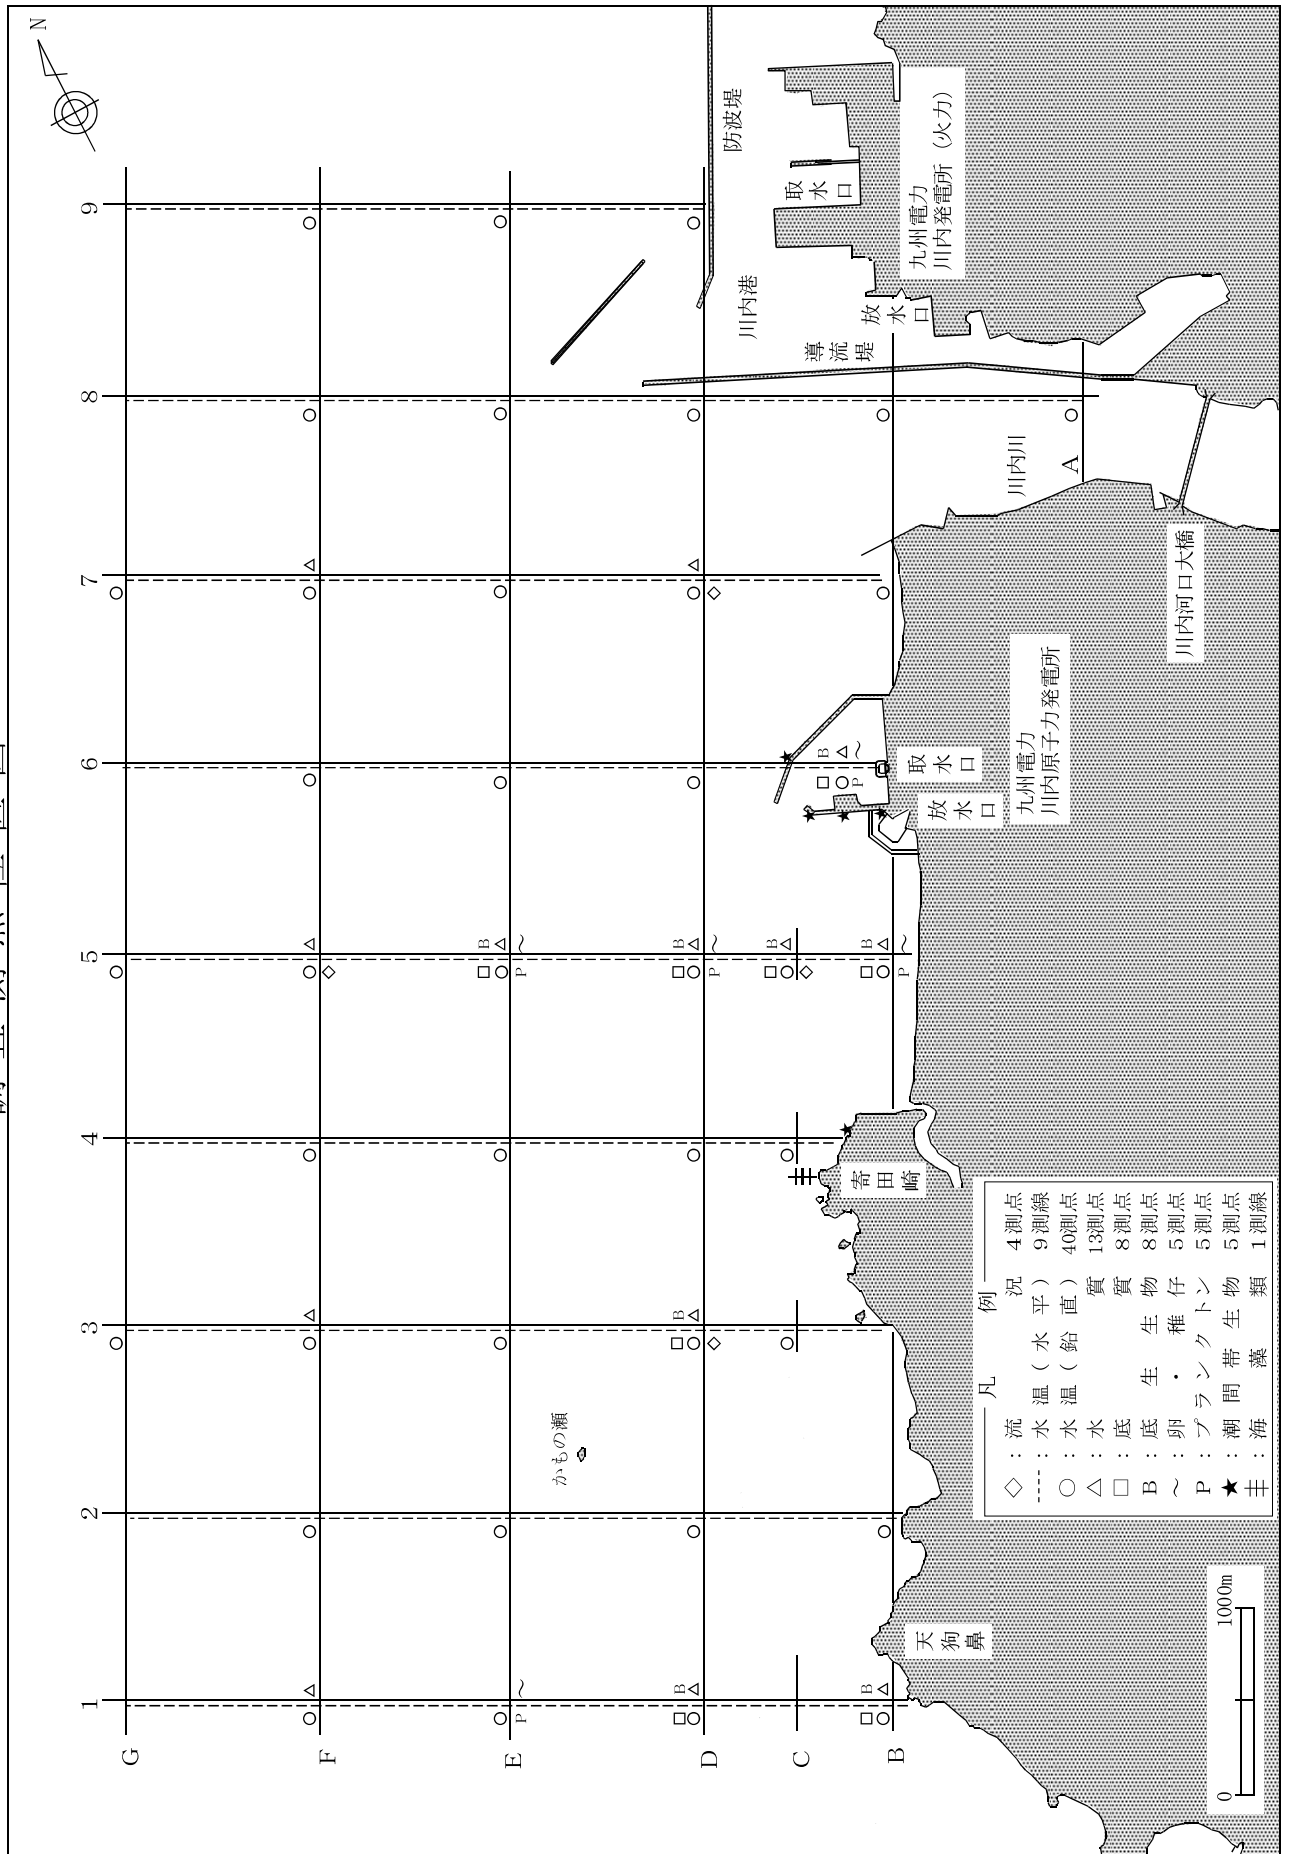 N
1
2
3
4
5
6
7
8
9
G
F
E
D
C
B
A
防波堤
取水口
九州電力
川内発電所（火力）
川内港
放水口
導流堤
川内川
川内河口大橋
取水口
放水口
九州電力
川内原子力発電所
寄田崎
かもの瀬
天狗鼻
凡例
◇：流況 4測点
----：水温（水平） 9測線
○：水温（鉛直） 40測点
△：水質 13測点
□：底質 8測点
B：底生生物 8測点
～：卵・稚仔 5測点
P：プランクトン 5測点
★：潮間帯生物 5測点
：海藻類 1測線
0 1000m
B
B
B
B
B
B
B
B
P
P
P
P
P
～
～
～
～
～